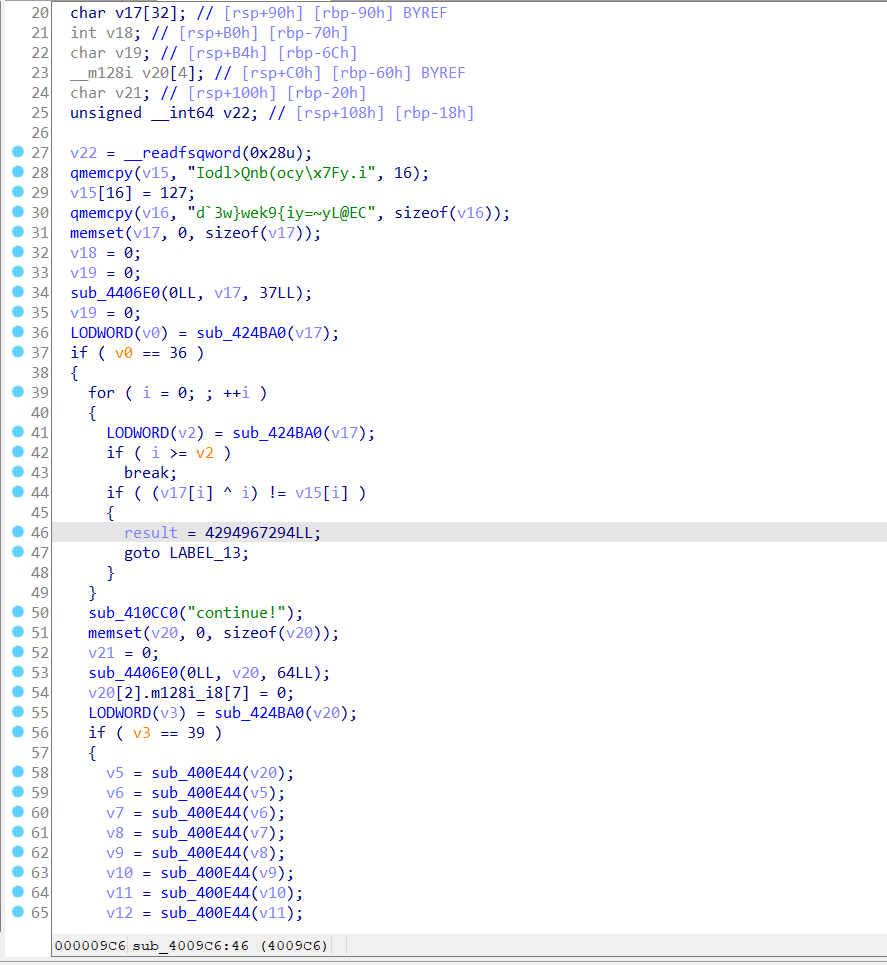 20 char v17[32]; // [rsp+90h] [rbp-90h] BYREF
21 int v18; // [rsp+B0h] [rbp-70h]
22 char v19; // [rsp+B4h] [rbp-6Ch]
23 __m128i v20[4]; // [rsp+C0h] [rbp-60h] BYREF
24 char v21; // [rsp+100h] [rbp-20h]
25 unsigned __int64 v22; // [rsp+108h] [rbp-18h]
26
27 v22 = __readfsqword(0x28u);
28 qmemcpy(v15, "Iodl>Qnb(ocy\x7Fy.i", 16);
29 v15[16] = 127;
30 qmemcpy(v16, "d`3w}wek9{iy=~yL@EC", sizeof(v16));
31 memset(v17, 0, sizeof(v17));
32 v18 = 0;
33 v19 = 0;
34 sub_4406E0(0LL, v17, 37LL);
35 v19 = 0;
36 LODWORD(v0) = sub_424BA0(v17);
37 if ( v0 == 36 )
38 {
39 for ( i = 0; ; ++i )
40 {
41 LODWORD(v2) = sub_424BA0(v17);
42 if ( i >= v2 )
43 break;
44 if ( (v17[i] ^ i) != v15[i] )
45 {
46 result = 4294967294LL;
47 goto LABEL_13;
48 }
49 }
50 sub_410CC0("continue!");
51 memset(v20, 0, sizeof(v20));
52 v21 = 0;
53 sub_4406E0(0LL, v20, 64LL);
54 v20[2].m128i_i8[7] = 0;
55 LODWORD(v3) = sub_424BA0(v20);
56 if ( v3 == 39 )
57 {
58 v5 = sub_400E44(v20);
59 v6 = sub_400E44(v5);
60 v7 = sub_400E44(v6);
61 v8 = sub_400E44(v7);
62 v9 = sub_400E44(v8);
63 v10 = sub_400E44(v9);
64 v11 = sub_400E44(v10);
65 v12 = sub_400E44(v11);
000009C6 sub_4009C6:46 (4009C6)